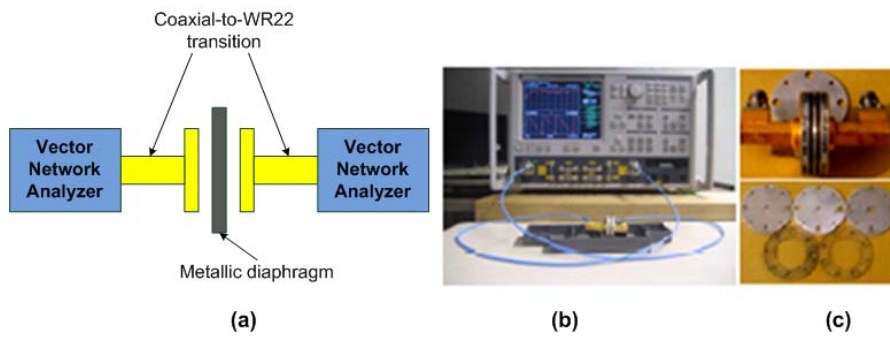 Coaxial-to-WR22
transition
Vector
Network
Analyzer
Vector
Network
Analyzer
Metallic diaphragm
(a)
(b)
(c)